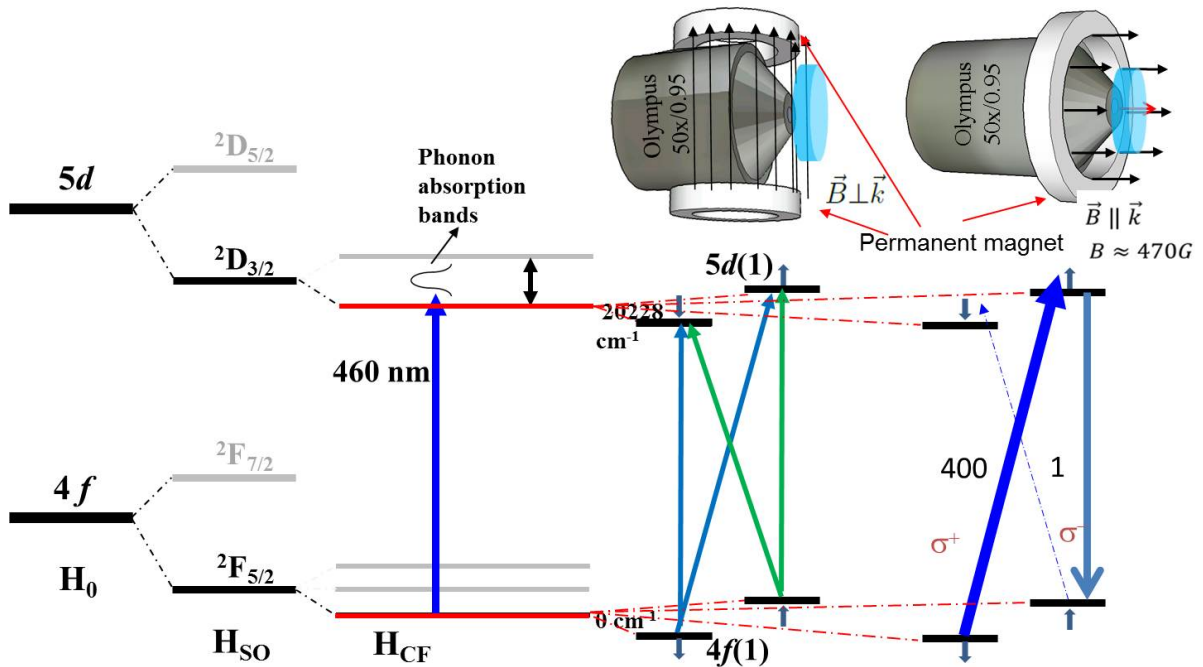 5d
²D₅/₂
²D₃/₂
Phonon
absorption
bands
460 nm
4f
²F₇/₂
²F₅/₂
H₀
H_SO
H_CF
Olympus
50x/0.95
B⃗⊥k⃗
Olympus
50x/0.95
B⃗ ∥ k⃗
B ≈ 470G
Permanent magnet
5d(1)
20228
cm⁻¹
0 cm⁻¹
4f(1)
400
1
σ⁺
σ⁻